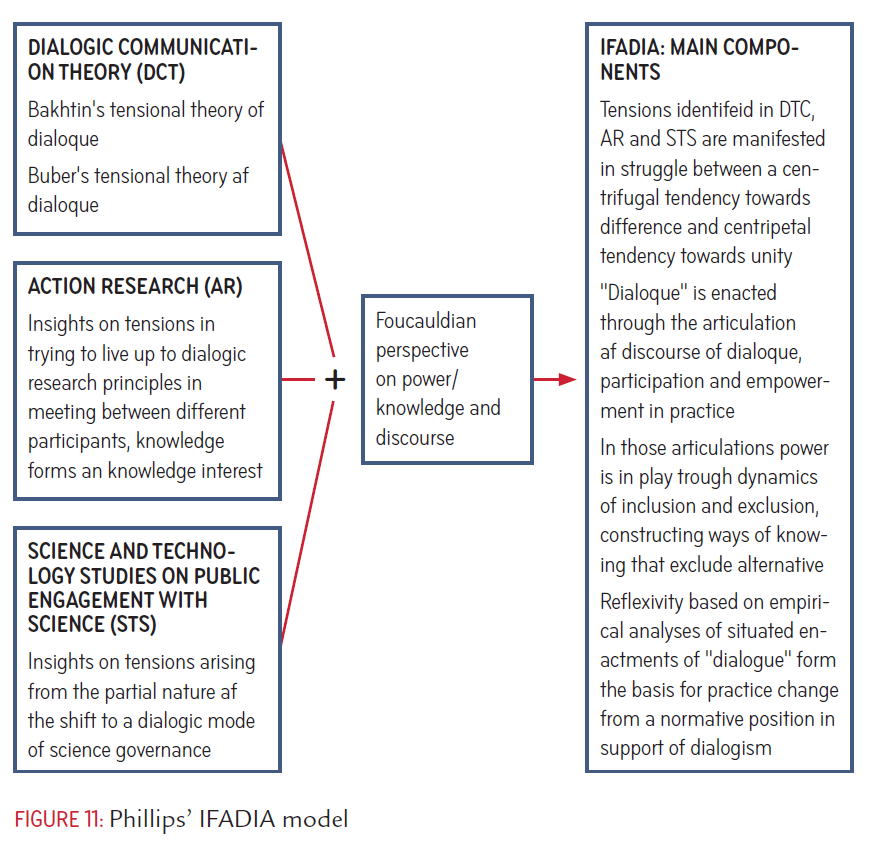 DIALOGIC COMMUNICATI-
ON THEORY (DCT)
Bakhtin's tensional theory of
dialoque
Buber's tensional theory af
dialoque
ACTION RESEARCH (AR)
Insights on tensions in
trying to live up to dialogic
research principles in
meeting between different
participants, knowledge
forms an knowledge interest
SCIENCE AND TECHNO-
LOGY STUDIES ON PUBLIC
ENGAGEMENT WITH
SCIENCE (STS)
Insights on tensions arising
from the partial nature af
the shift to a dialogic mode
of science governance
+
Foucauldian
perspective
on power/
knowledge and
discourse
IFADIA: MAIN COMPO-
NENTS
Tensions identifeid in DTC,
AR and STS are manifested
in struggle between a cen-
trifugal tendency towards
difference and centripetal
tendency towards unity
"Dialoque" is enacted
through the articulation
af discourse of dialoque,
participation and empower-
ment in practice
In those articulations power
is in play trough dynamics
of inclusion and exclusion,
constructing ways of know-
ing that exclude alternative
Reflexivity based on empiri-
cal analyses of situated en-
actments of "dialogue" form
the basis for practice change
from a normative position in
support of dialogism
FIGURE 11: Phillips' IFADIA model